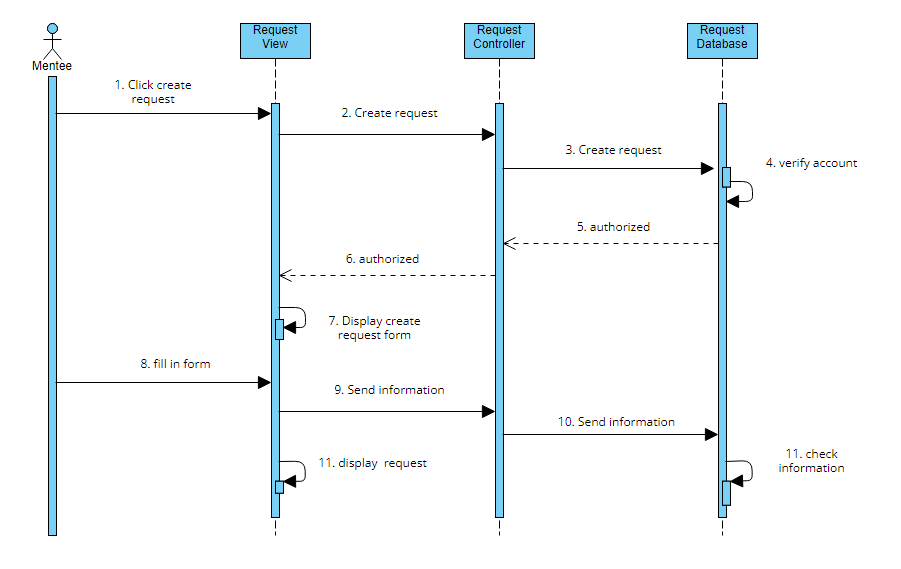 Mentee
Request
View
Request
Controller
Request
Database
1. Click create
request
2. Create request
3. Create request
4. verify account
5. authorized
6. authorized
7. Display create
request form
8. fill in form
9. Send information
10. Send information
11. display request
11. check
information